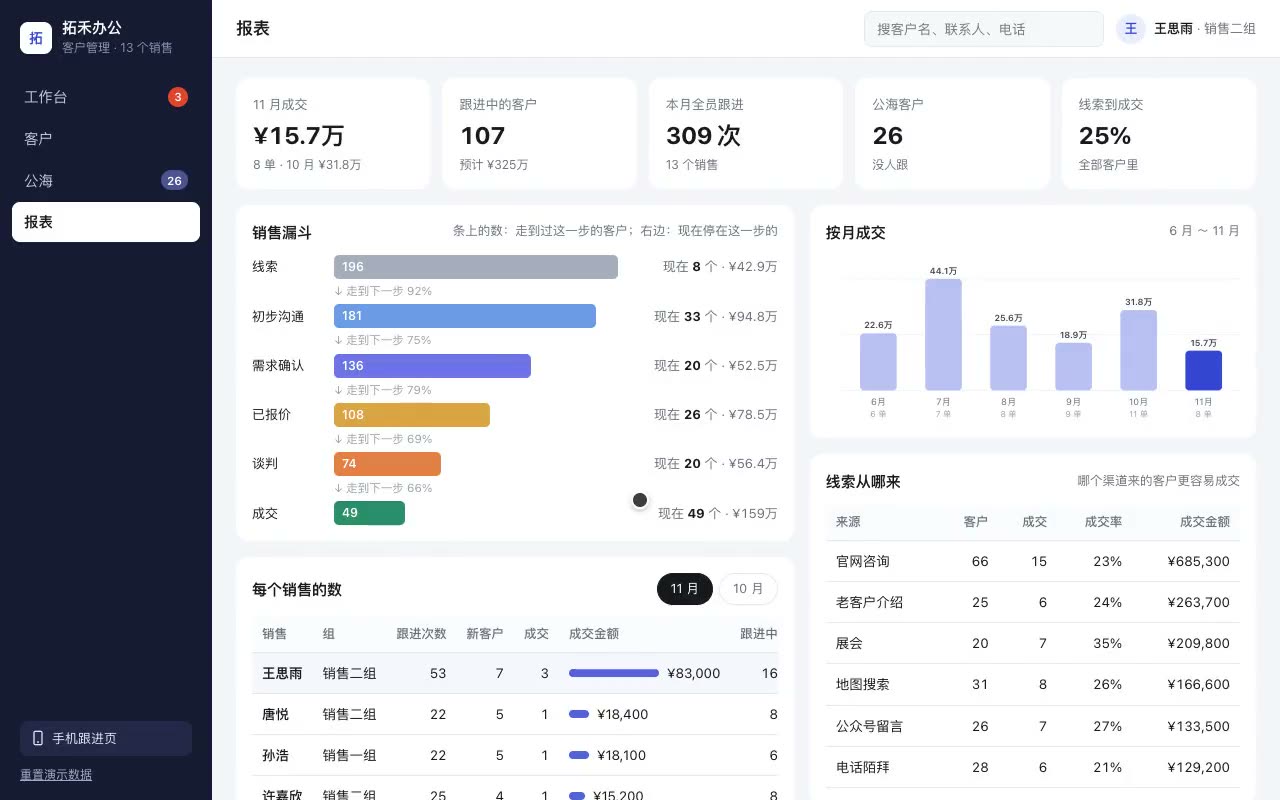 拓
拓禾办公
客户管理 · 13 个销售
工作台 3
客户
公海 26
报表
手机跟进页
重置演示数据
报表
搜客户名、联系人、电话
王 王思雨 · 销售二组
11 月成交
¥15.7万
8 单 · 10 月 ¥31.8万
跟进中的客户
107
预计 ¥325万
本月全员跟进
309 次
13 个销售
公海客户
26
没人跟
线索到成交
25%
全部客户里
销售漏斗 条上的数：走到过这一步的客户；右边：现在停在这一步的
线索 196 现在 8 个 · ¥42.9万
↓ 走到下一步 92%
初步沟通 181 现在 33 个 · ¥94.8万
↓ 走到下一步 75%
需求确认 136 现在 20 个 · ¥52.5万
↓ 走到下一步 79%
已报价 108 现在 26 个 · ¥78.5万
↓ 走到下一步 69%
谈判 74 现在 20 个 · ¥56.4万
↓ 走到下一步 66%
成交 49 现在 49 个 · ¥159万
按月成交 6 月 ～ 11 月
22.6万 44.1万 25.6万 18.9万 31.8万 15.7万
6月 7月 8月 9月 10月 11月
6 单 7 单 8 单 9 单 11 单 8 单
每个销售的数 11 月 10 月
销售 组 跟进次数 新客户 成交 成交金额 跟进中
王思雨 销售二组 53 7 3 ¥83,000 16
唐悦 销售二组 22 5 1 ¥18,400 8
孙浩 销售一组 22 5 1 ¥18,100 6
许嘉欣 销售二组 25 4 1 ¥15,200 8
线索从哪来 哪个渠道来的客户更容易成交
来源 客户 成交 成交率 成交金额
官网咨询 66 15 23% ¥685,300
老客户介绍 25 6 24% ¥263,700
展会 20 7 35% ¥209,800
地图搜索 31 8 26% ¥166,600
公众号留言 26 7 27% ¥133,500
电话陌拜 28 6 21% ¥129,200